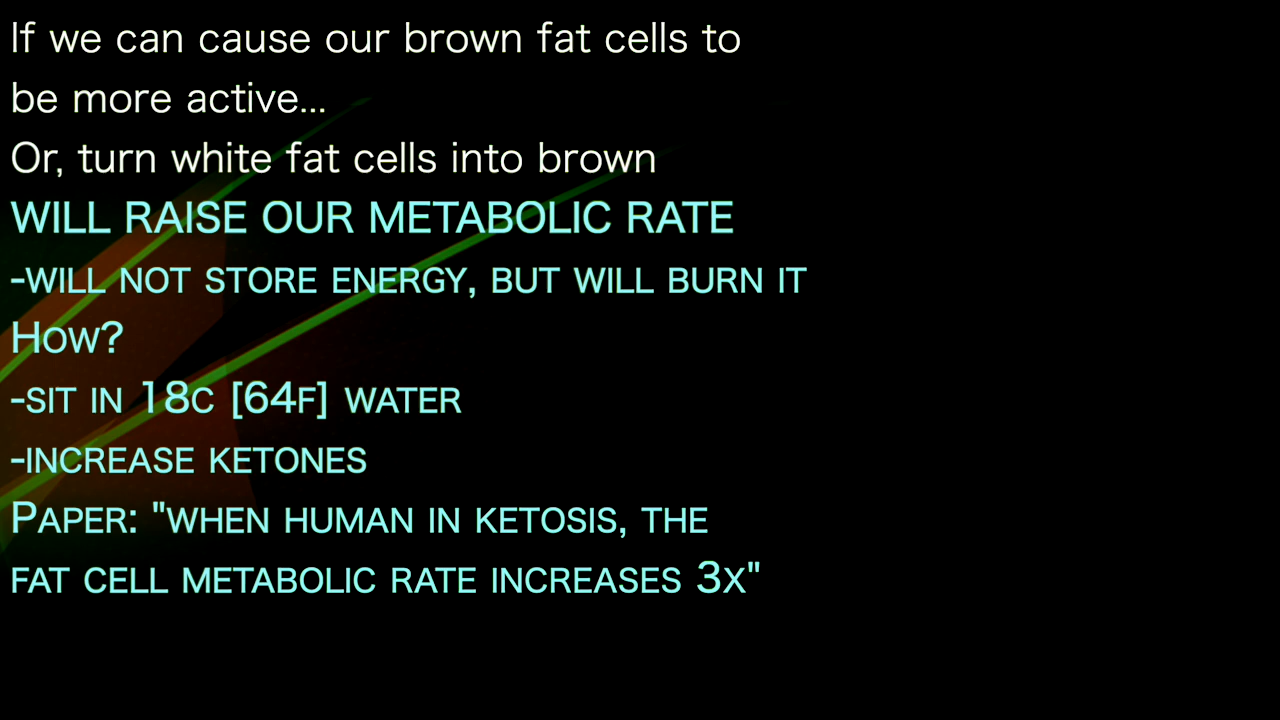 If we can cause our brown fat cells to
be more active...
Or, turn white fat cells into brown
WILL RAISE OUR METABOLIC RATE
-WILL NOT STORE ENERGY, BUT WILL BURN IT
HOW?
-SIT IN 18C [64F] WATER
-INCREASE KETONES
PAPER: "WHEN HUMAN IN KETOSIS, THE
FAT CELL METABOLIC RATE INCREASES 3X"